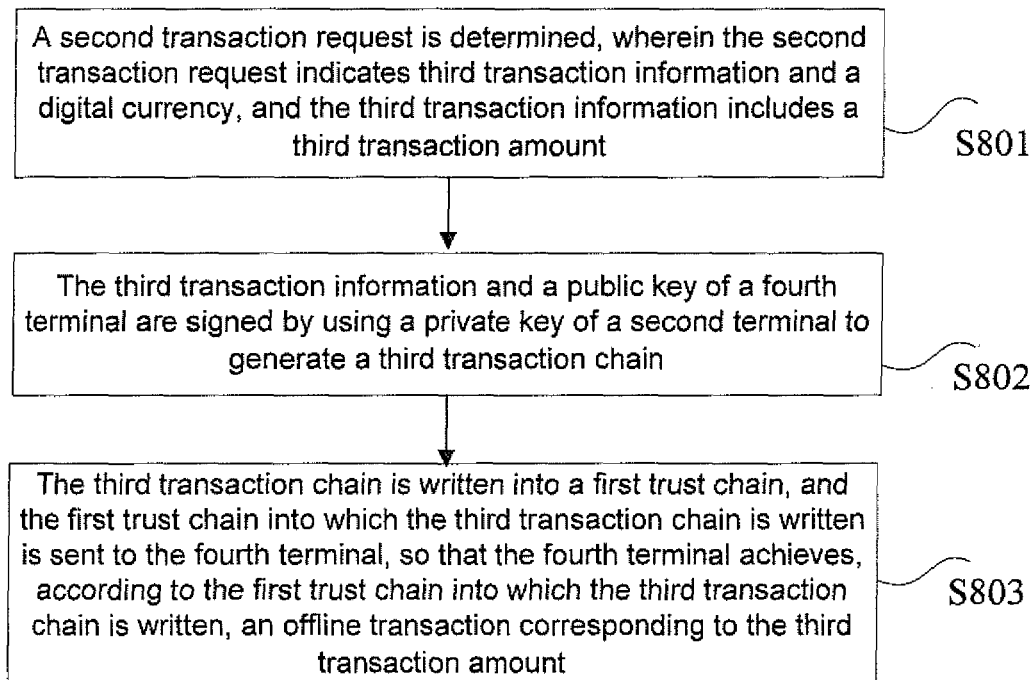 A second transaction request is determined, wherein the second
transaction request indicates third transaction information and a
digital currency, and the third transaction information includes a
third transaction amount
S801
The third transaction information and a public key of a fourth
terminal are signed by using a private key of a second terminal to
generate a third transaction chain
S802
The third transaction chain is written into a first trust chain, and
the first trust chain into which the third transaction chain is written
is sent to the fourth terminal, so that the fourth terminal achieves,
according to the first trust chain into which the third transaction
chain is written, an offline transaction corresponding to the third
transaction amount
S803